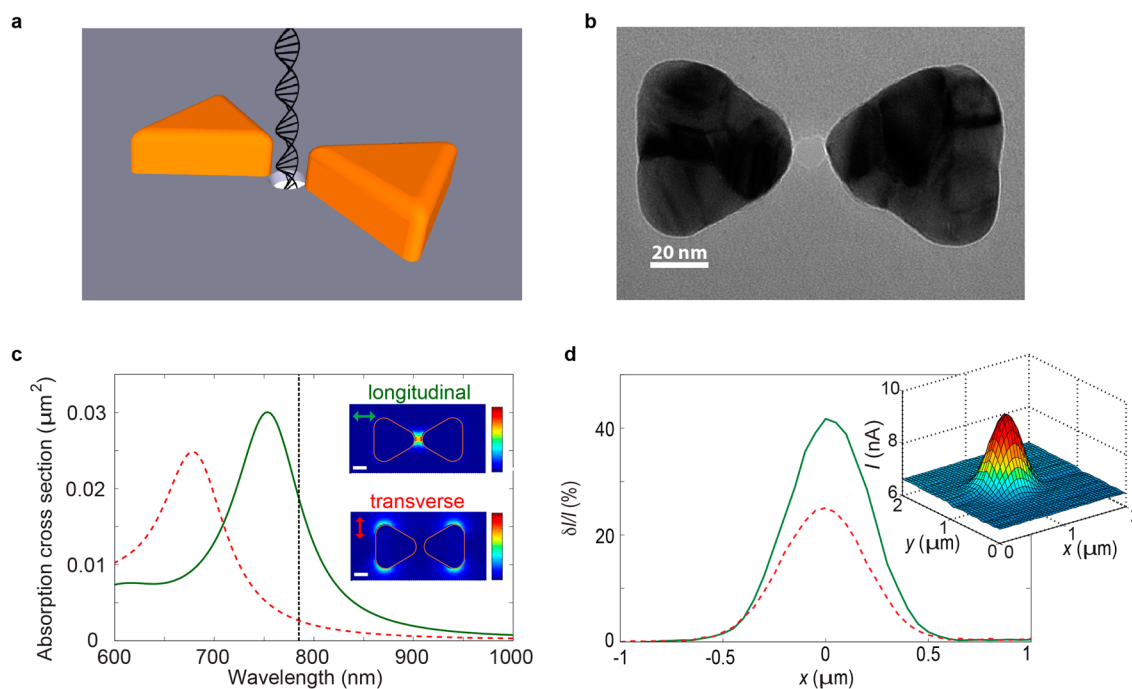 a
b
20 nm
c
Absorption cross section (μm²)
0.03
0.02
0.01
0
600
700
800
900
1000
Wavelength (nm)
longitudinal
transverse
d
δI/I (%)
40
20
0
-1
-0.5
0
0.5
1
x (μm)
I (nA)
10
8
6
2
1
0
y (μm)
0
1
x (μm)